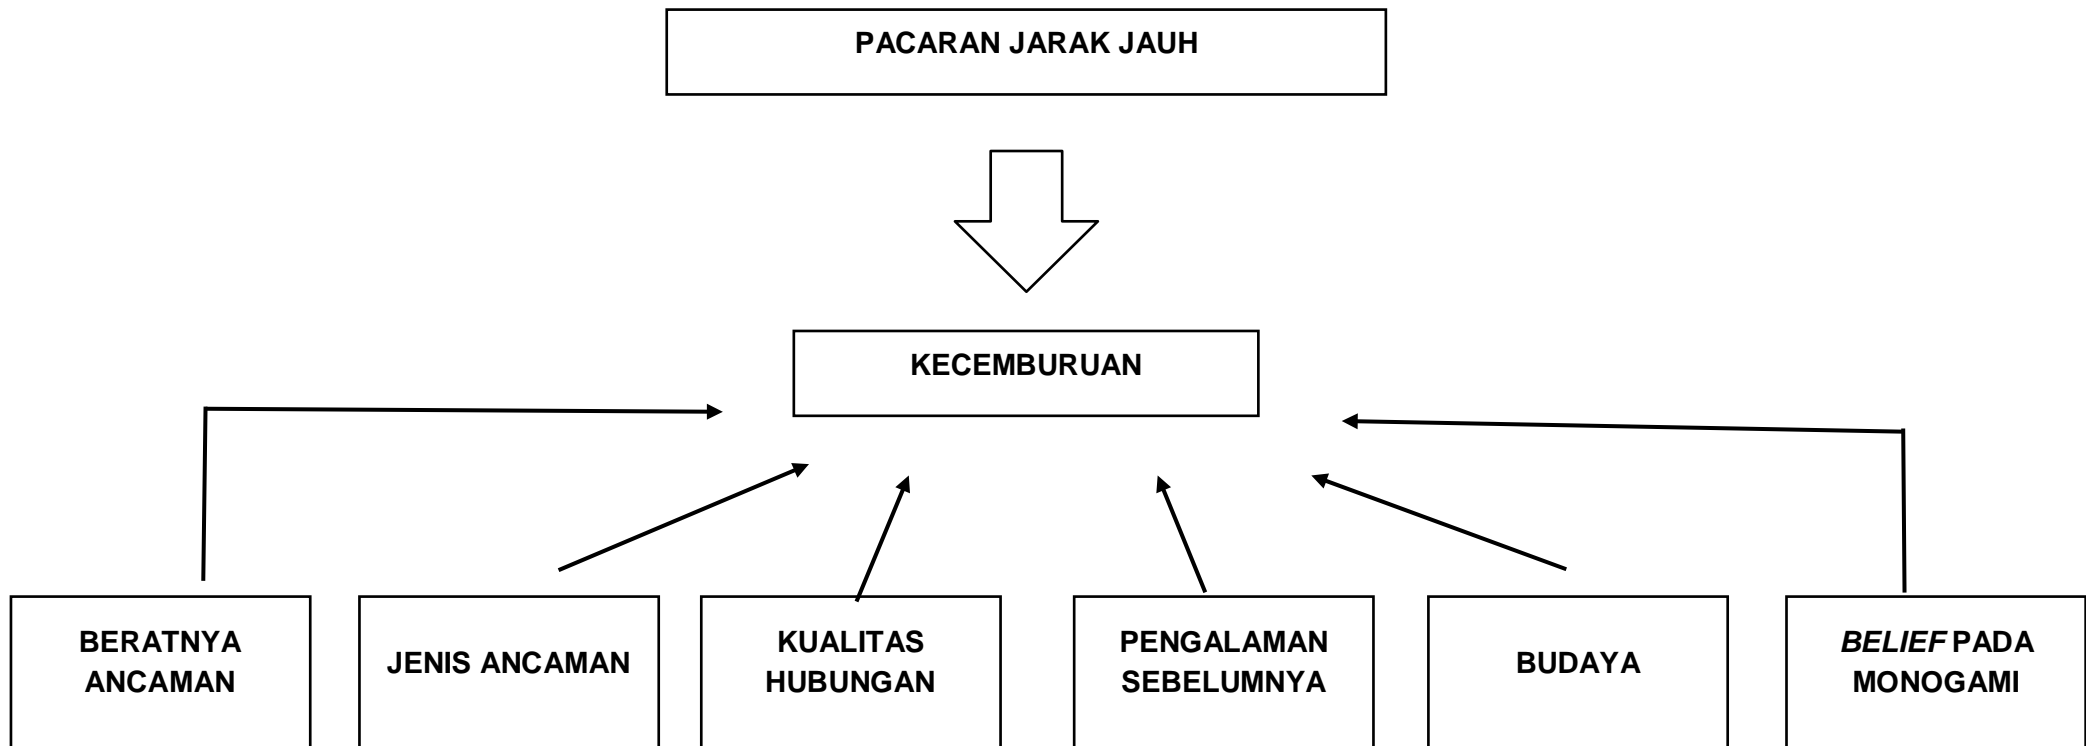 PACARAN JARAK JAUH
KECEMBURUAN
BERATNYA
ANCAMAN
JENIS ANCAMAN
KUALITAS
HUBUNGAN
PENGALAMAN
SEBELUMNYA
BUDAYA
BELIEF PADA
MONOGAMI